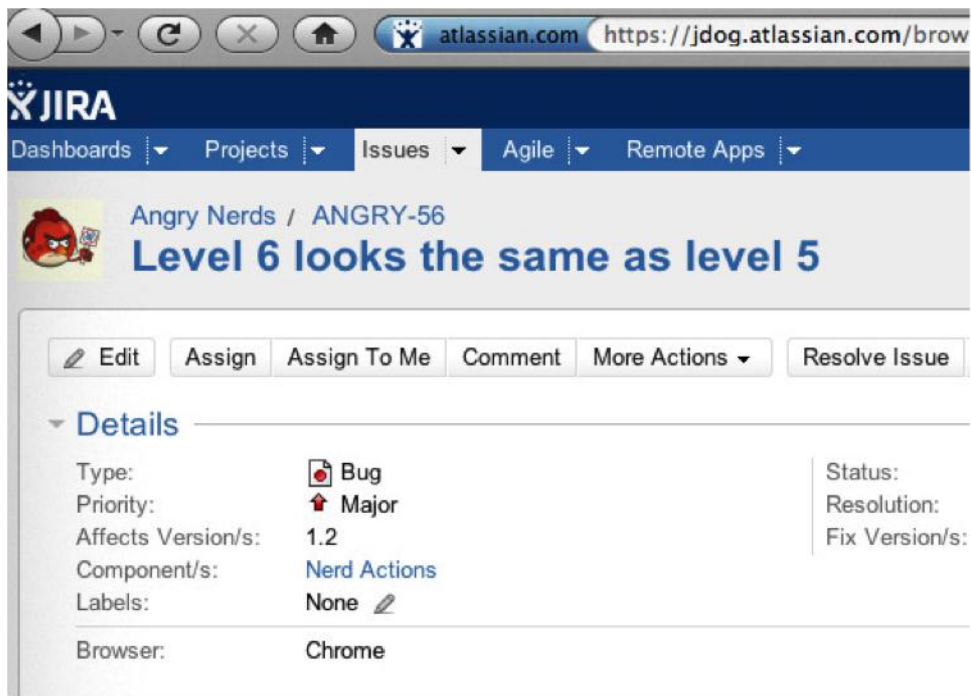 atlassian.com https://jdog.atlassian.com/brow
JIRA
Dashboards Projects Issues Agile Remote Apps
Angry Nerds / ANGRY-56
Level 6 looks the same as level 5
Edit Assign Assign To Me Comment More Actions Resolve Issue
Details
Type: Bug Status:
Priority: Major Resolution:
Affects Version/s: 1.2 Fix Version/s:
Component/s: Nerd Actions
Labels: None
Browser: Chrome